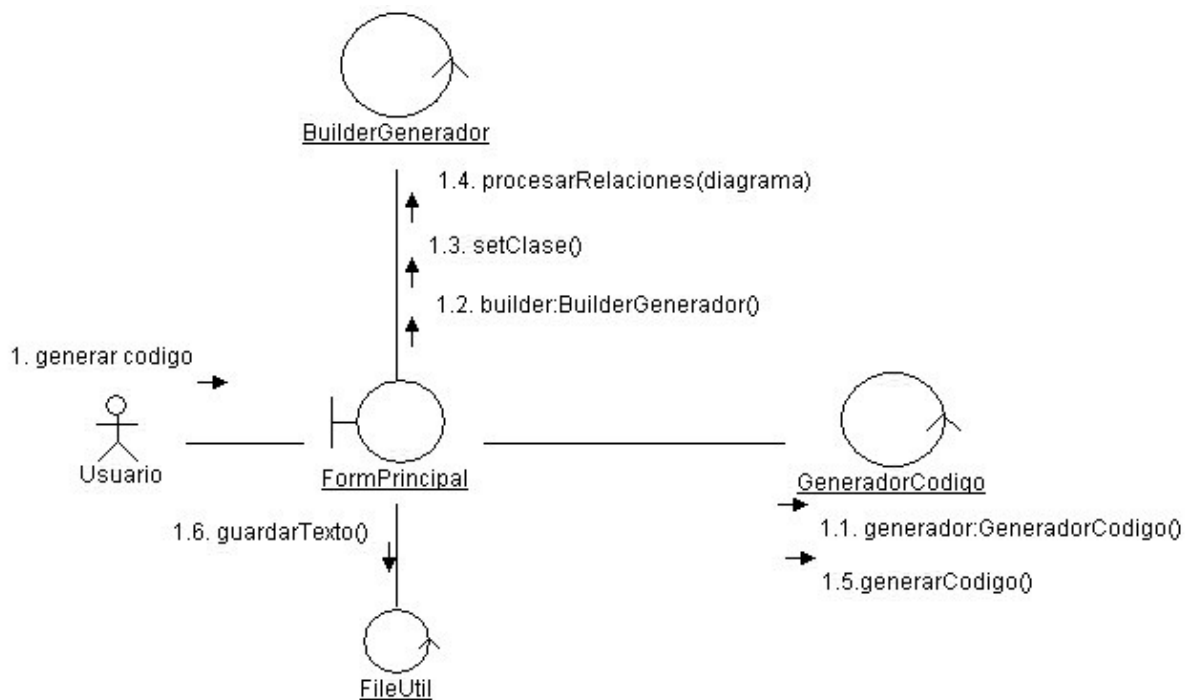 BuilderGenerador
1.4. procesarRelaciones(diagrama)
1.3. setClase()
1.2. builder:BuilderGenerador()
1. generar codigo
Usuario
FormPrincipal
GeneradorCodigo
1.6. guardarTexto()
1.1. generador:GeneradorCodigo()
1.5.generarCodigo()
FileUtil